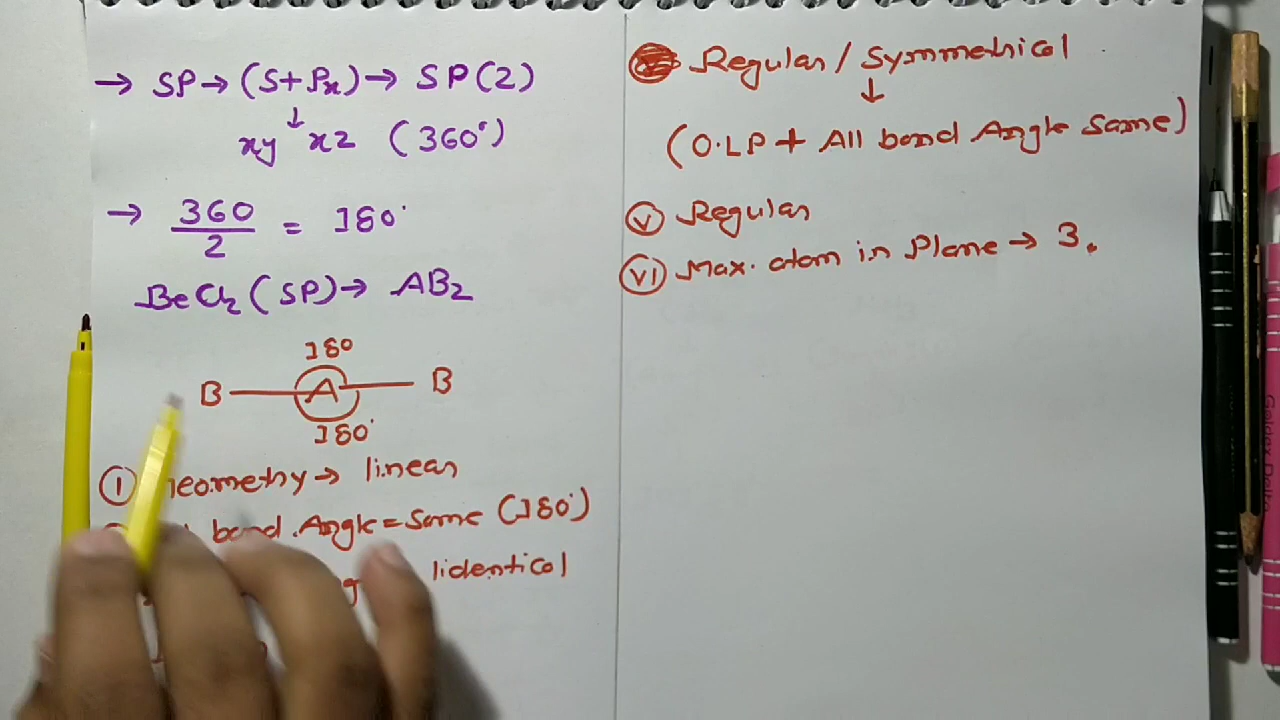 → SP → (S+Px) → SP(2)
↓
xy xz (360°)
→ 360/2 = 180°
BeCl2 (SP) → AB2
180
B A B
180°
① Geometry → linear
bond Angle = Same (180°)
identical
Regular / Symmetrical
↓
(0.LP + All bond Angle Same)
Ⓥ Regular
Ⓥⅰ Max. atom in Plane → 3.